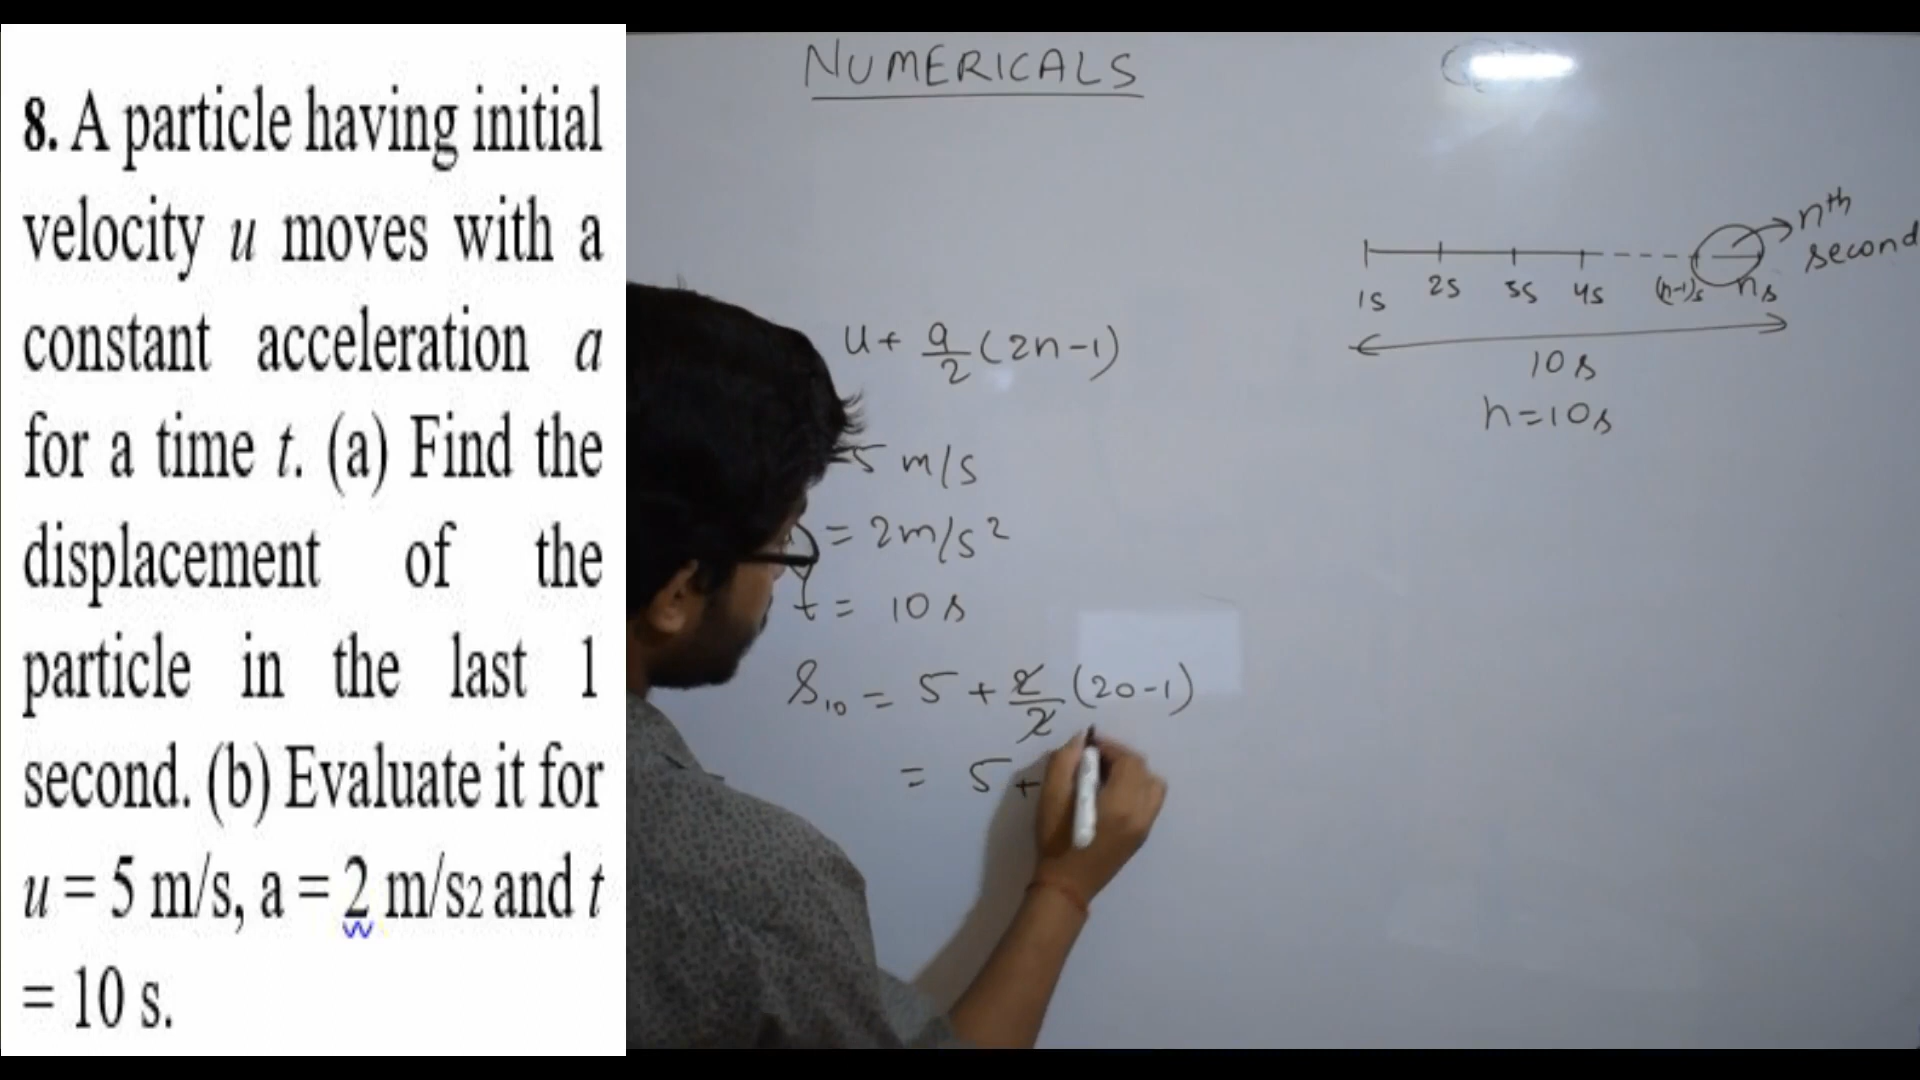 8. A particle having initial
velocity u moves with a
constant acceleration a
for a time t. (a) Find the
displacement of the
particle in the last 1
second. (b) Evaluate it for
u = 5 m/s, a = 2 m/s2 and t
= 10 s.
NUMERICALS
nth
second
1s 2s 3s 4s (n-1)s ns
10 s
n=10s
u + a/2 (2n-1)
5 m/s
= 2m/s²
t = 10 s
S₁₀ = 5 + 2/2 (20-1)
= 5+